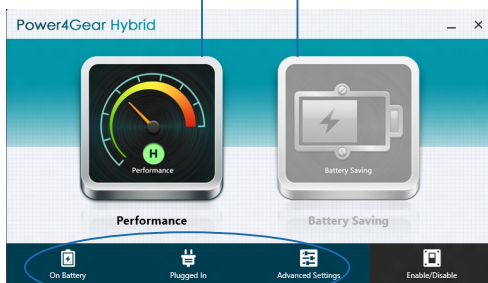 Power4Gear Hybrid
H
Performance
Battery Saving
Performance
Battery Saving
On Battery
Plugged In
Advanced Settings
Enable/Disable